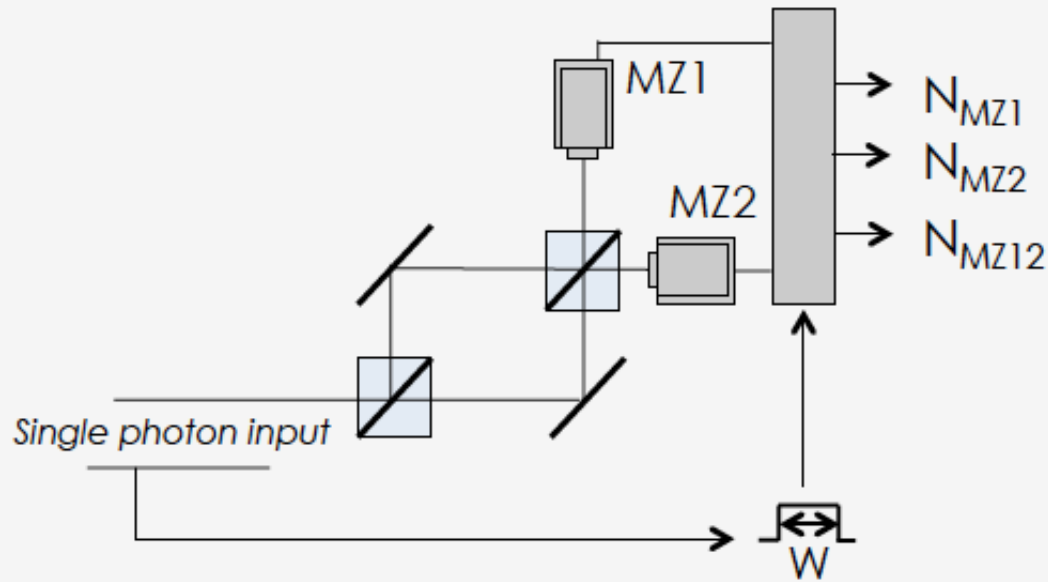 MZ1
N_MZ1
N_MZ2
MZ2
N_MZ12
Single photon input
W